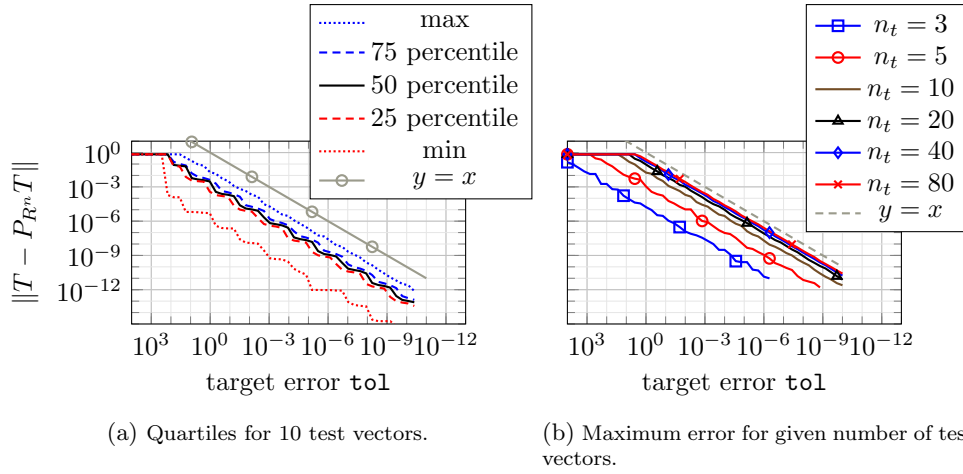 max
75 percentile
50 percentile
25 percentile
min
y = x
10^0
10^−3
10^−6
10^−9
10^−12
‖T − P_{R^n} T‖
10^3 10^0 10^−3 10^−6 10^−9 10^−12
target error tol
(a) Quartiles for 10 test vectors.
n_t = 3
n_t = 5
n_t = 10
n_t = 20
n_t = 40
n_t = 80
y = x
10^3 10^0 10^−3 10^−6 10^−9 10^−12
target error tol
(b) Maximum error for given number of tes
vectors.